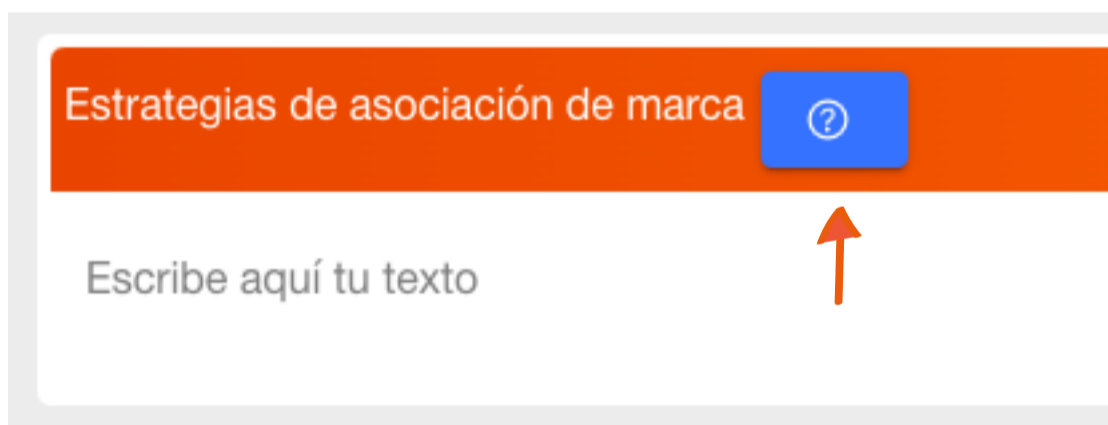 Estrategias de asociación de marca
Escribe aquí tu texto